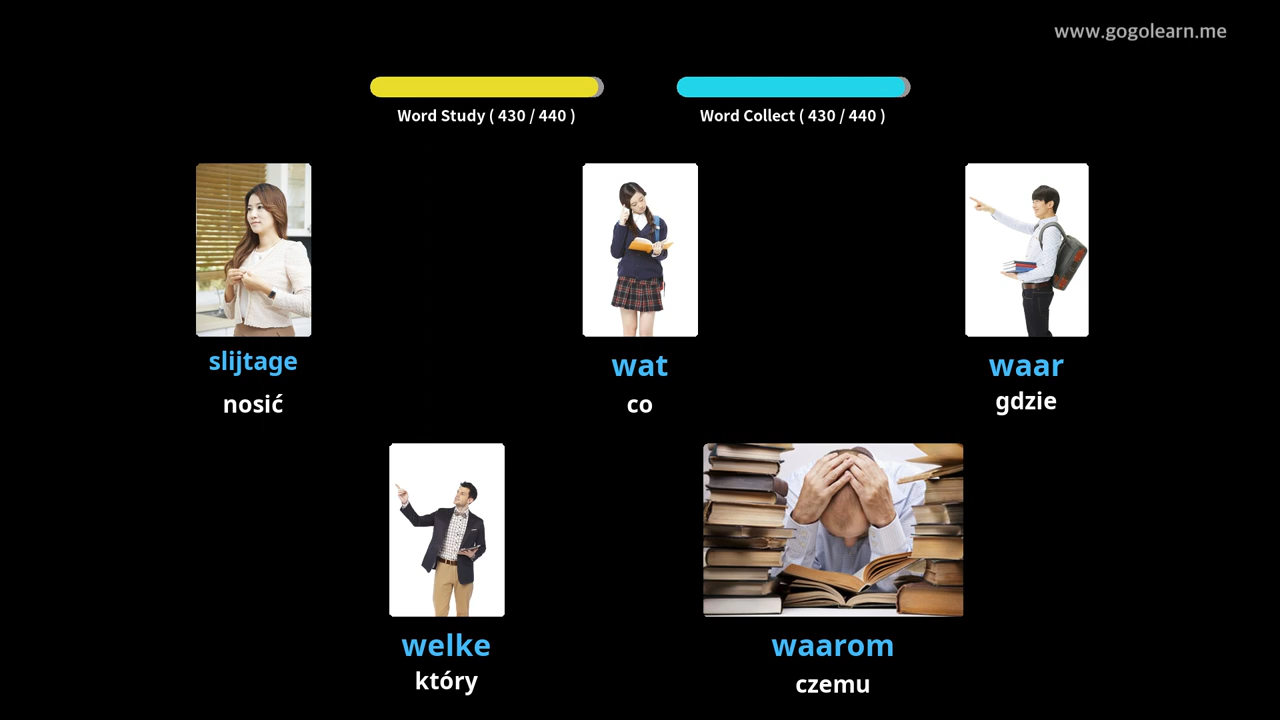 www.gogolearn.me
Word Study ( 430 / 440 )
Word Collect ( 430 / 440 )
slijtage
nosić
wat
co
waar
gdzie
welke
który
waarom
czemu